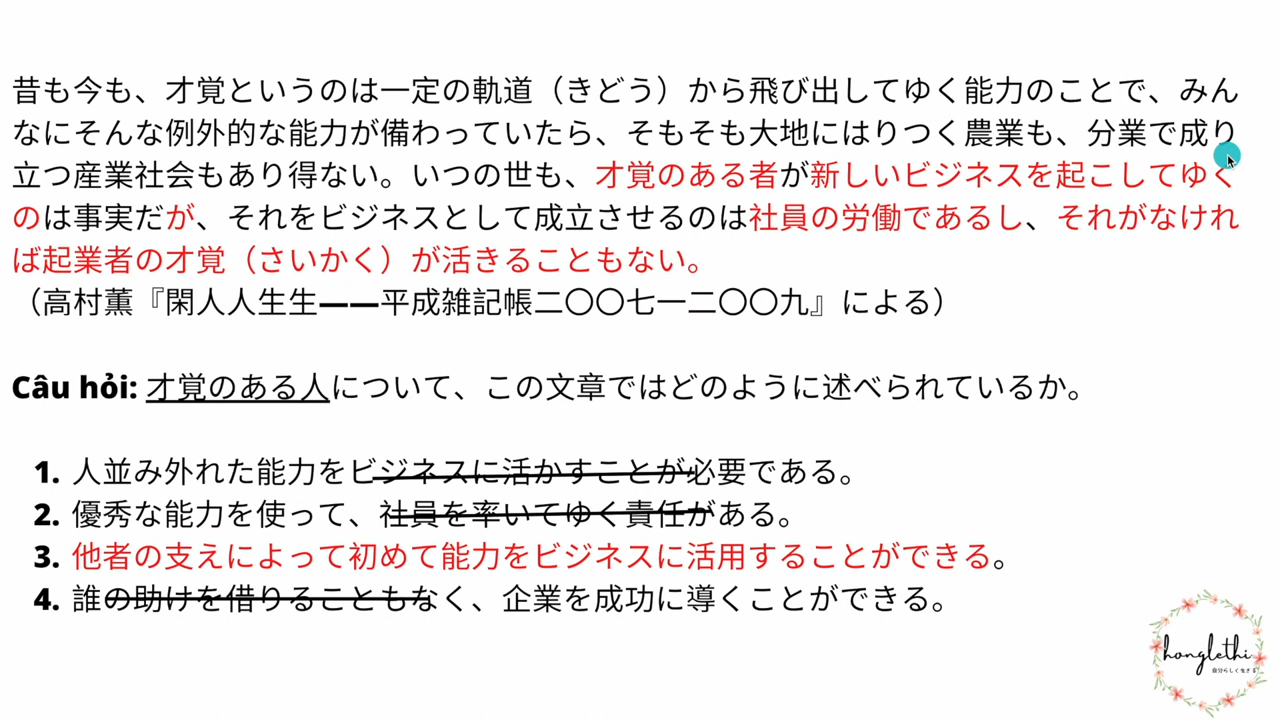 昔も今も、才覚というのは一定の軌道（きどう）から飛び出してゆく能力のことで、みん
なにそんな例外的な能力が備わっていたら、そもそも大地にはりつく農業も、分業で成り
立つ産業社会もあり得ない。いつの世も、才覚のある者が新しいビジネスを起こしてゆく
のは事実だが、それをビジネスとして成立させるのは社員の労働であるし、それがなけれ
ば起業者の才覚（さいかく）が活きることもない。
（高村薫『閑人人生生——平成雑記帳二〇〇七一二〇〇九』による）
Câu hỏi: 才覚のある人について、この文章ではどのように述べられているか。
1. 人並み外れた能力をビジネスに活かすことが必要である。
2. 優秀な能力を使って、社員を率いてゆく責任がある。
3. 他者の支えによって初めて能力をビジネスに活用することができる。
4. 誰の助けを借りることもなく、企業を成功に導くことができる。
honglethi
自分らしく生きる